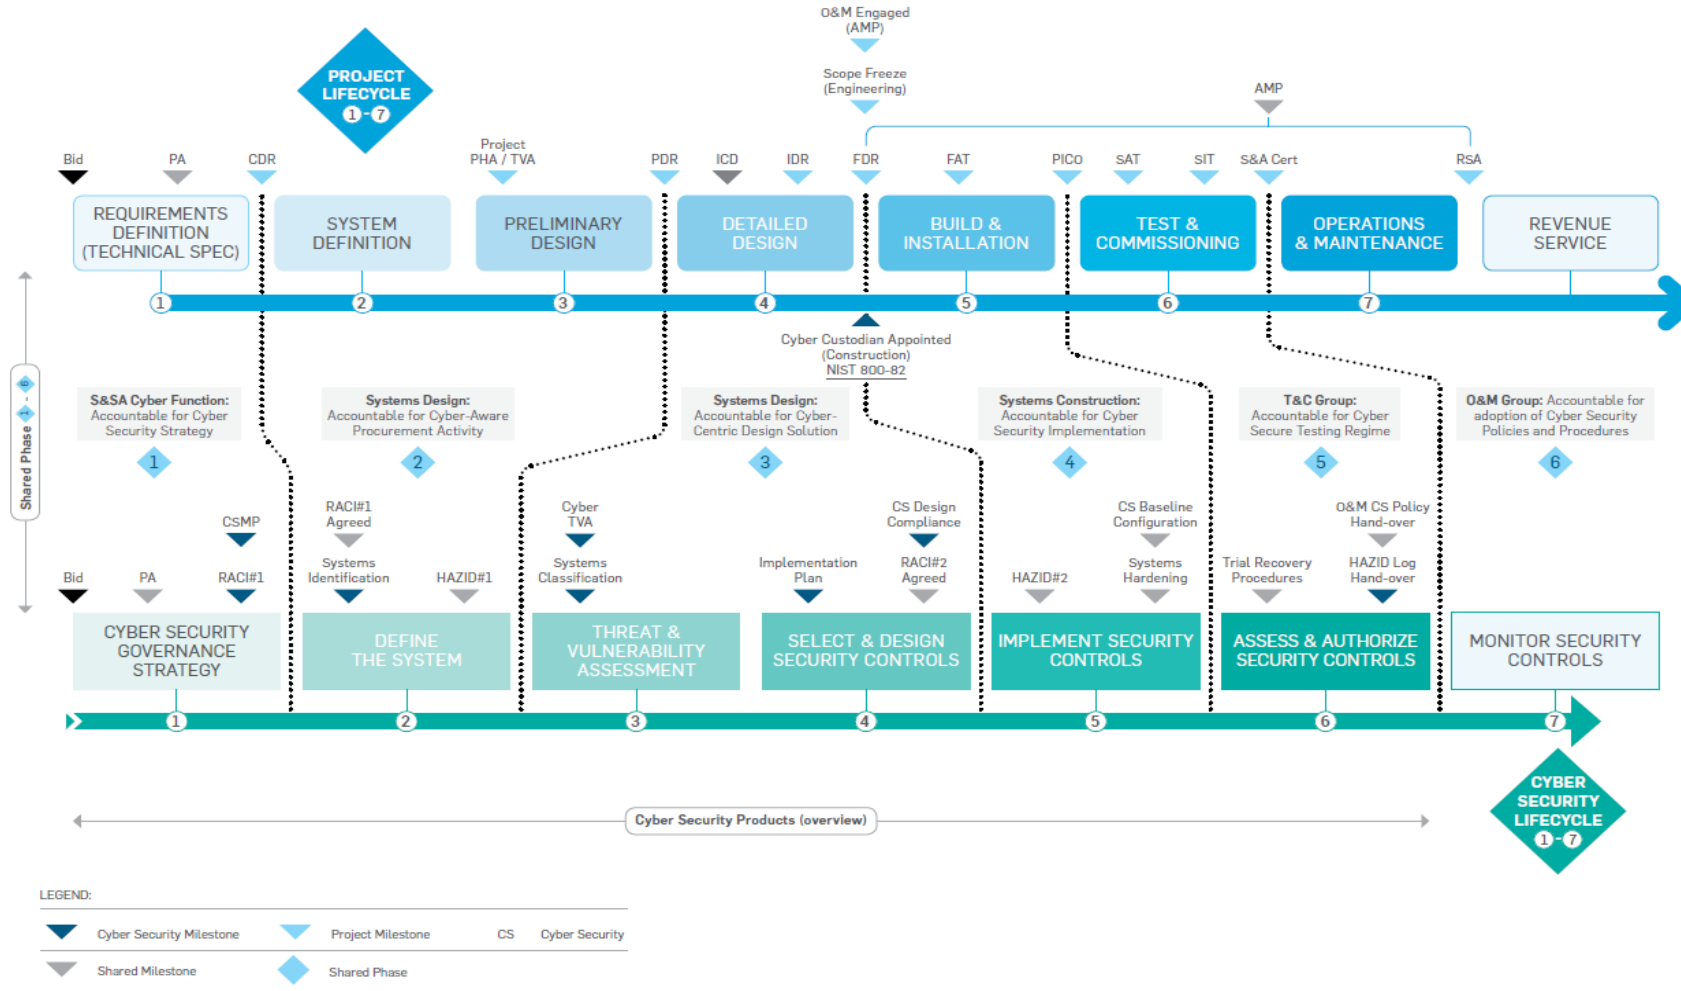 O&M Engaged
(AMP)
PROJECT
LIFECYCLE
1 - 7
Scope Freeze
(Engineering)
AMP
Bid
PA
CDR
Project
PHA / TVA
PDR
ICD
IDR
FDR
FAT
PICo
SAT
SIT
S&A Cert
RSA
REQUIREMENTS
DEFINITION
(TECHNICAL SPEC)
SYSTEM
DEFINITION
PRELIMINARY
DESIGN
DETAILED
DESIGN
BUILD &
INSTALLATION
TEST &
COMMISSIONING
OPERATIONS
& MAINTENANCE
REVENUE
SERVICE
1
2
3
4
5
6
7
Cyber Custodian Appointed
(Construction)
NIST 800-82
Shared Phase 1 - 6
S&SA Cyber Function:
Accountable for Cyber
Security Strategy
1
Systems Design:
Accountable for Cyber-Aware
Procurement Activity
2
Systems Design:
Accountable for Cyber-
Centric Design Solution
3
Systems Construction:
Accountable for Cyber
Security Implementation
4
T&C Group:
Accountable for Cyber
Secure Testing Regime
5
O&M Group: Accountable for
adoption of Cyber Security
Policies and Procedures
6
Bid
PA
CSMP
RACI#1
RACI#1
Agreed
Systems
Identification
HAZID#1
Cyber
TVA
Systems
Classification
Implementation
Plan
CS Design
Compliance
RACI#2
Agreed
HAZID#2
CS Baseline
Configuration
Systems
Hardening
Trial Recovery
Procedures
O&M CS Policy
Hand-over
HAZID Log
Hand-over
CYBER SECURITY
GOVERNANCE
STRATEGY
DEFINE
THE SYSTEM
THREAT &
VULNERABILITY
ASSESSMENT
SELECT & DESIGN
SECURITY CONTROLS
IMPLEMENT SECURITY
CONTROLS
ASSESS & AUTHORIZE
SECURITY CONTROLS
MONITOR SECURITY
CONTROLS
1
2
3
4
5
6
7
CYBER
SECURITY
LIFECYCLE
1 - 7
Cyber Security Products (overview)
LEGEND:
Cyber Security Milestone
Project Milestone
CS Cyber Security
Shared Milestone
Shared Phase